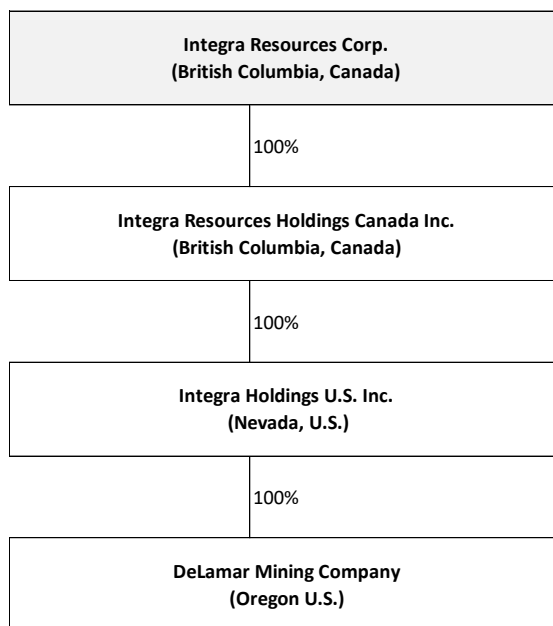 Integra Resources Corp.
(British Columbia, Canada)
100%
Integra Resources Holdings Canada Inc.
(British Columbia, Canada)
100%
Integra Holdings U.S. Inc.
(Nevada, U.S.)
100%
DeLamar Mining Company
(Oregon U.S.)